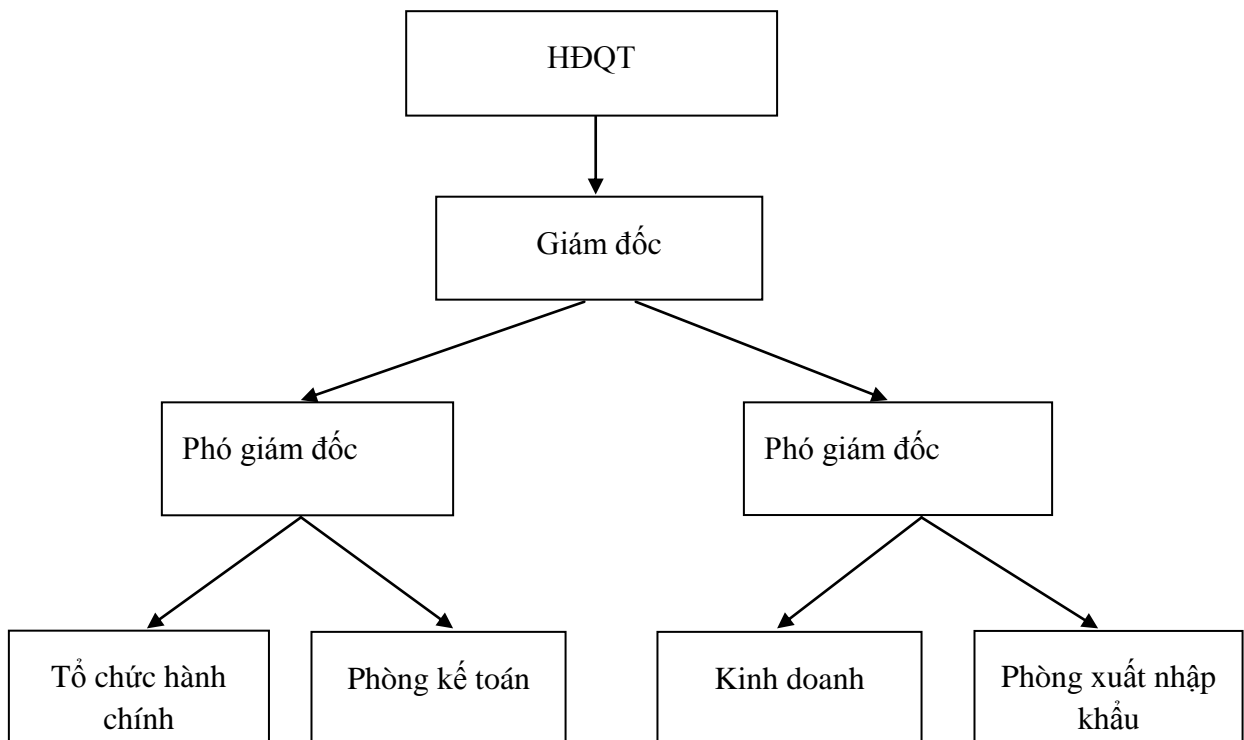 HĐQT
Giám đốc
Phó giám đốc
Phó giám đốc
Tổ chức hành
chính
Phòng kế toán
Kinh doanh
Phòng xuất nhập
khẩu